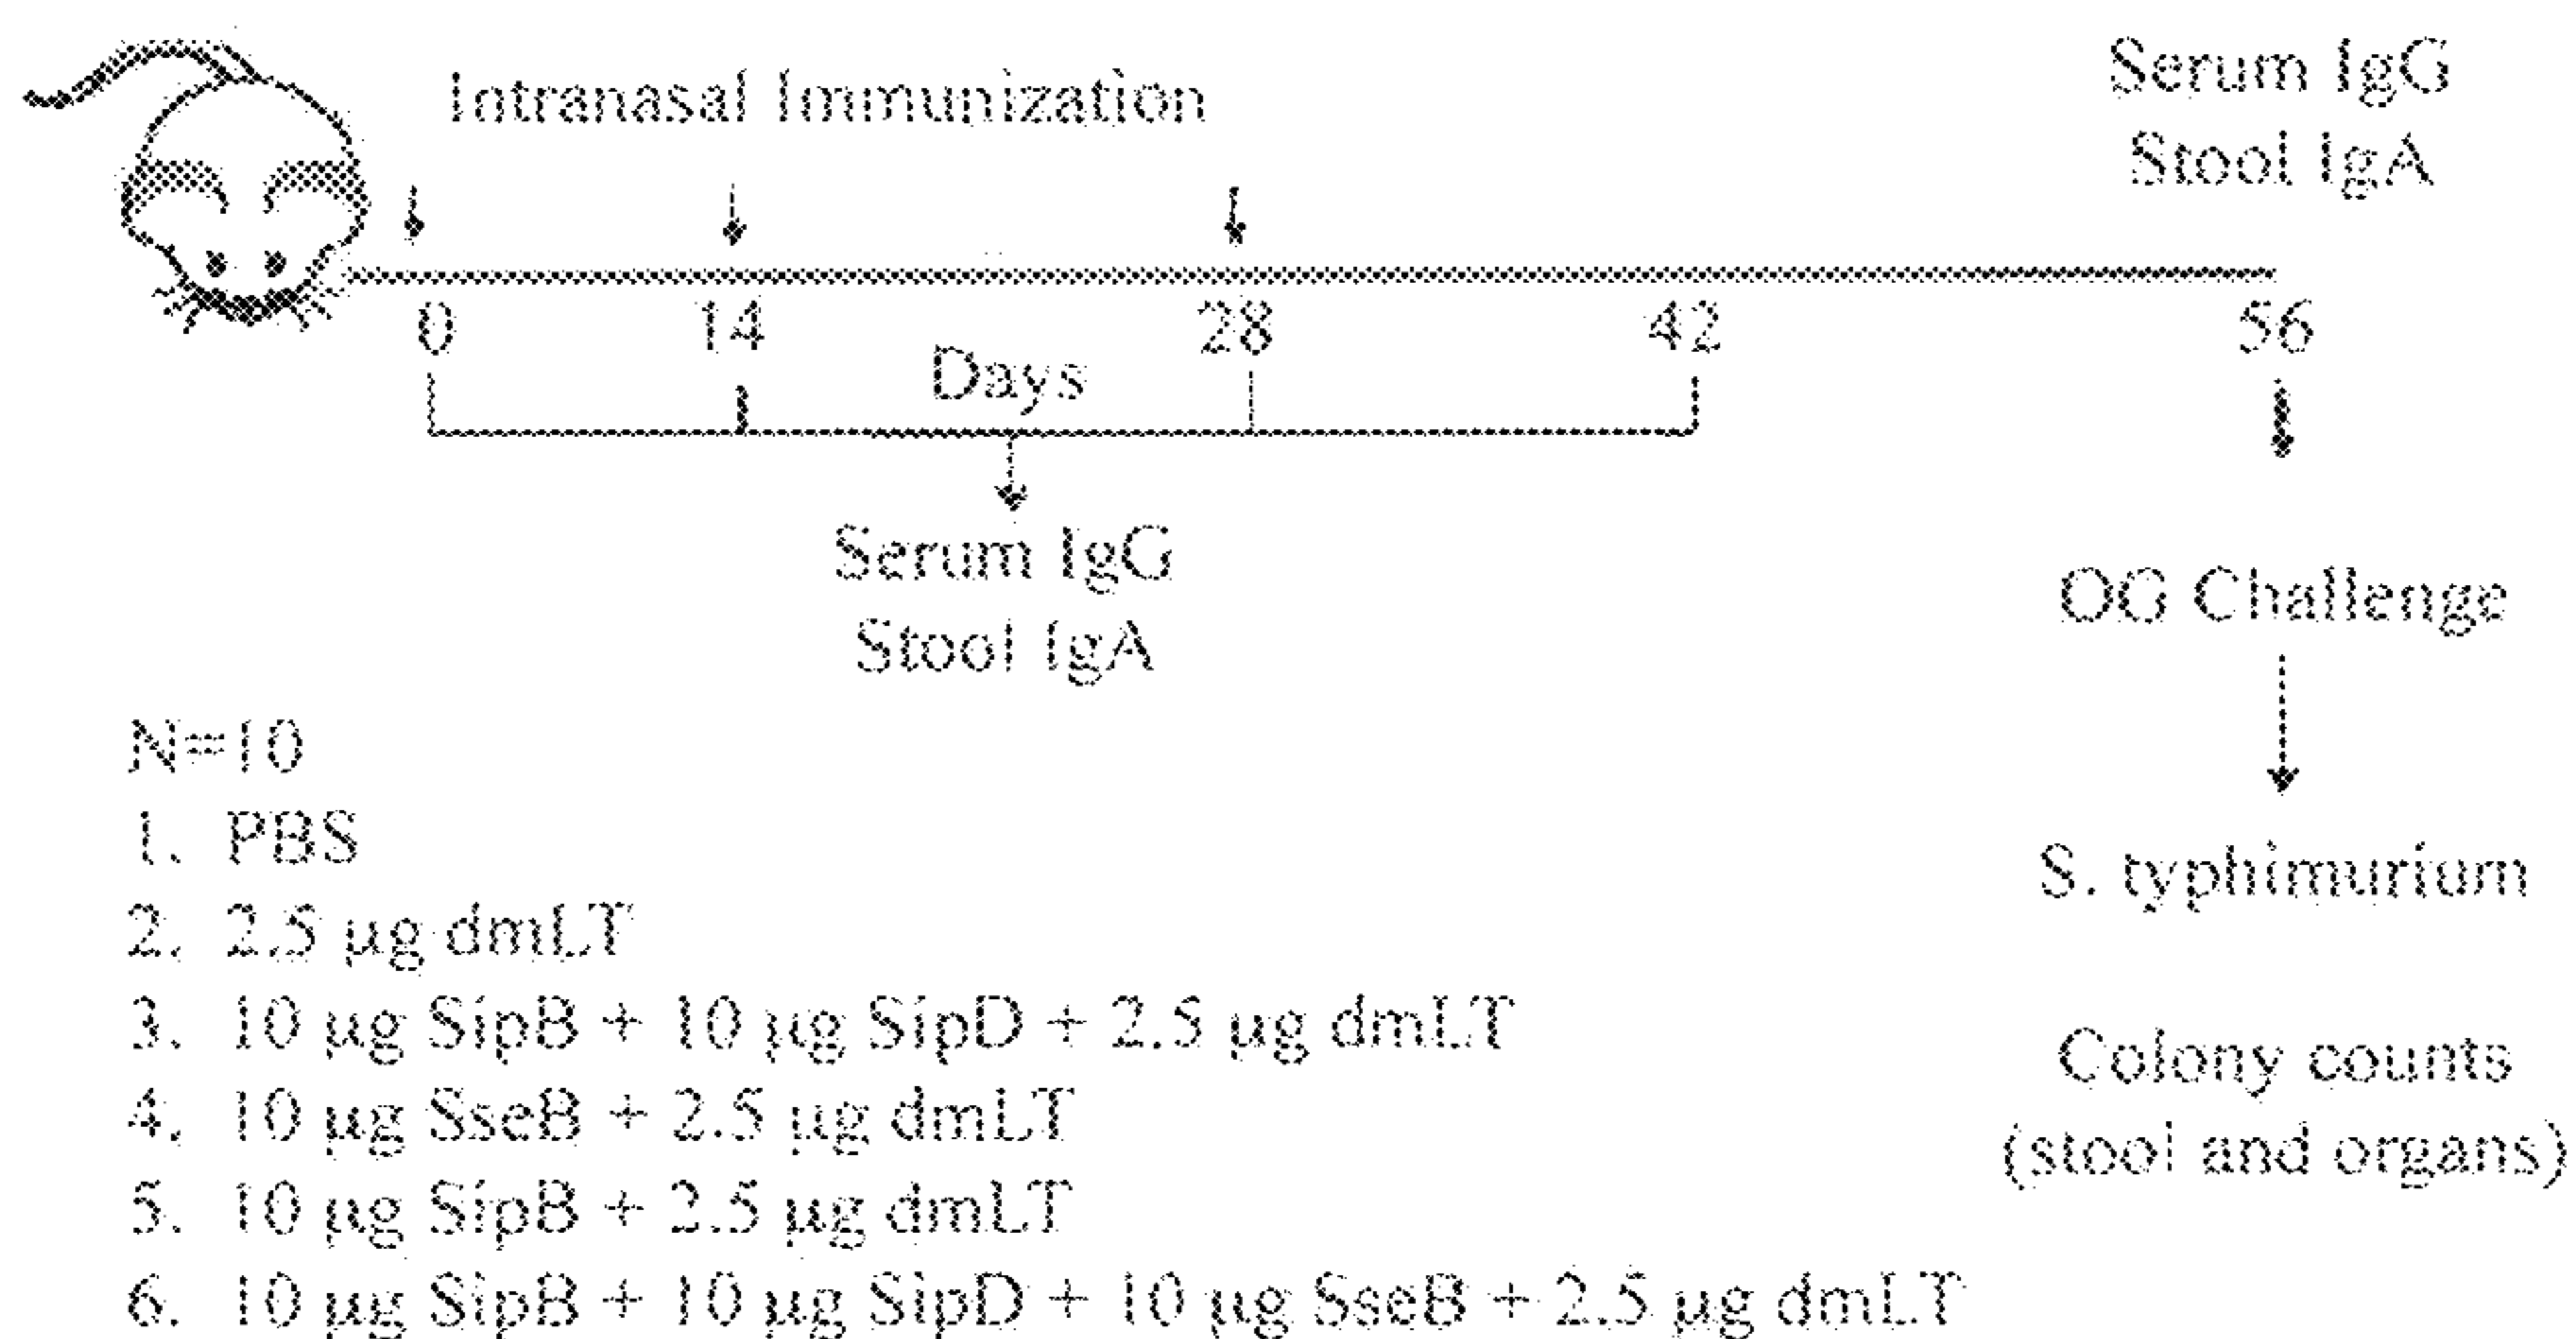 Intranasal Immunization
Serum IgG
Stool IgA
0 14 28 42 56
Days
Serum IgG
Stool IgA
OG Challenge
S. typhimurium
Colony counts
(stool and organs)
N=10
1. PBS
2. 2.5 µg dmLT
3. 10 µg SipB + 10 µg SipD + 2.5 µg dmLT
4. 10 µg SseB + 2.5 µg dmLT
5. 10 µg SipB + 2.5 µg dmLT
6. 10 µg SipB + 10 µg SipD + 10 µg SseB + 2.5 µg dmLT